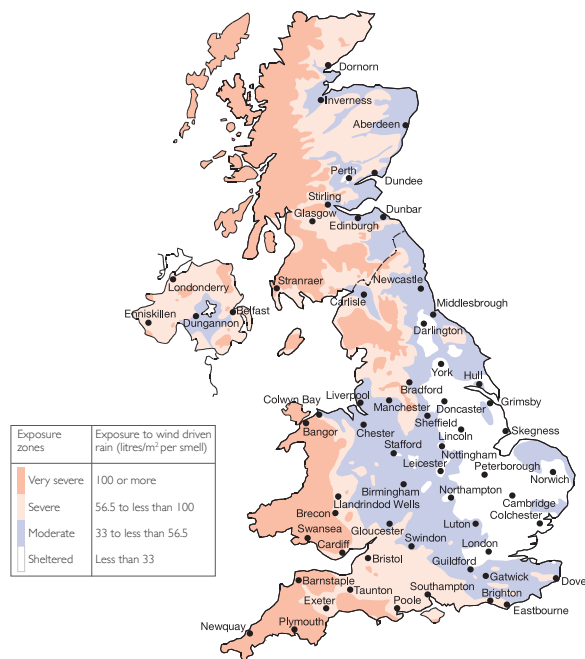 Dornorn
Inverness
Aberdeen
Perth
Dundee
Stirling
Glasgow
Dunbar
Edinburgh
Londonderry
Stranraer
Newcastle
Carlisle
Enniskillen
Belfast
Dungannon
Middlesbrough
Darlington
York
Hull
Bradford
Colwyn Bay
Liverpool
Manchester
Doncaster
Grimsby
Bangor
Chester
Sheffield
Lincoln
Skegness
Stafford
Nottingham
Leicester
Peterborough
Norwich
Birmingham
Northampton
Cambridge
Llandrindod Wells
Brecon
Colchester
Swansea
Gloucester
Luton
Cardiff
Swindon
London
Bristol
Guildford
Gatwick
Dove
Barnstaple
Taunton
Southampton
Brighton
Exeter
Poole
Eastbourne
Newquay
Plymouth
Exposure zones
Exposure to wind driven
rain (litres/m² per smell)
Very severe 100 or more
Severe 56.5 to less than 100
Moderate 33 to less than 56.5
Sheltered Less than 33